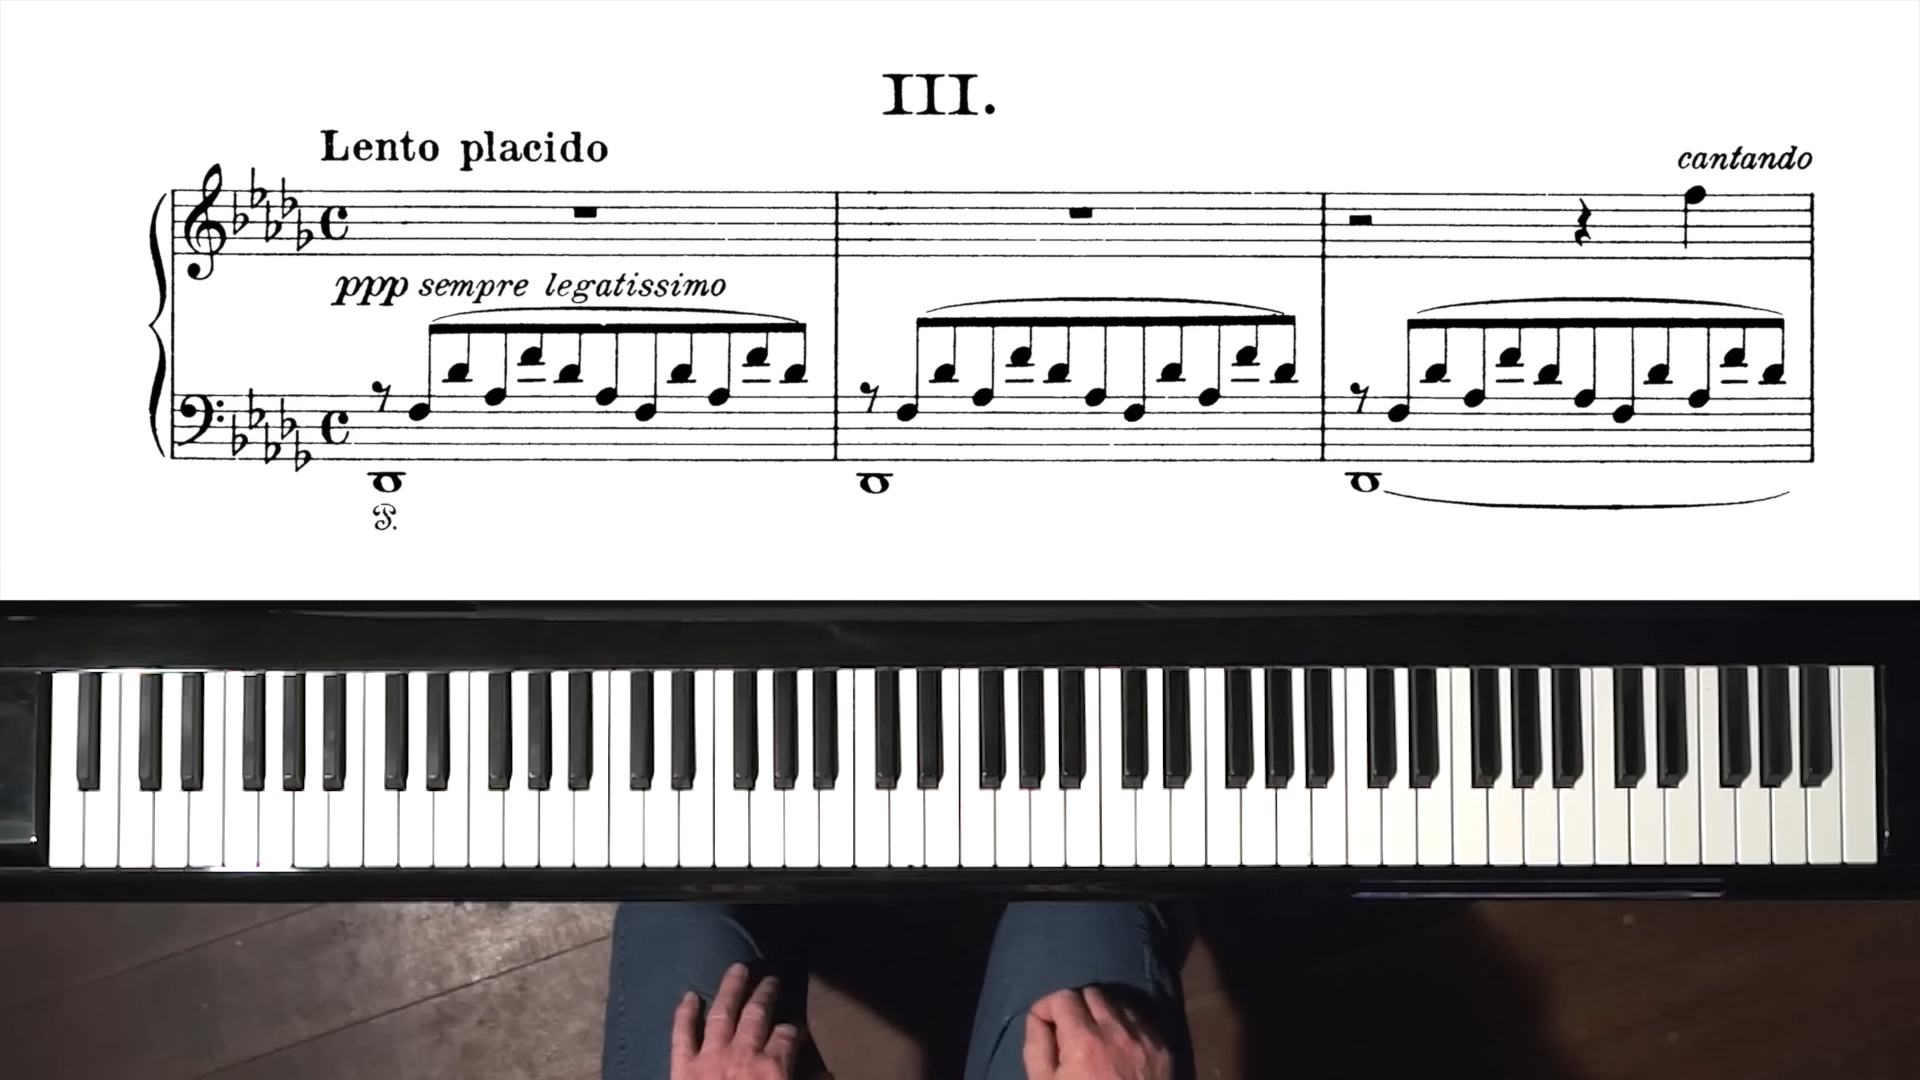 III.
Lento placido
cantando
ppp sempre legatissimo
P.